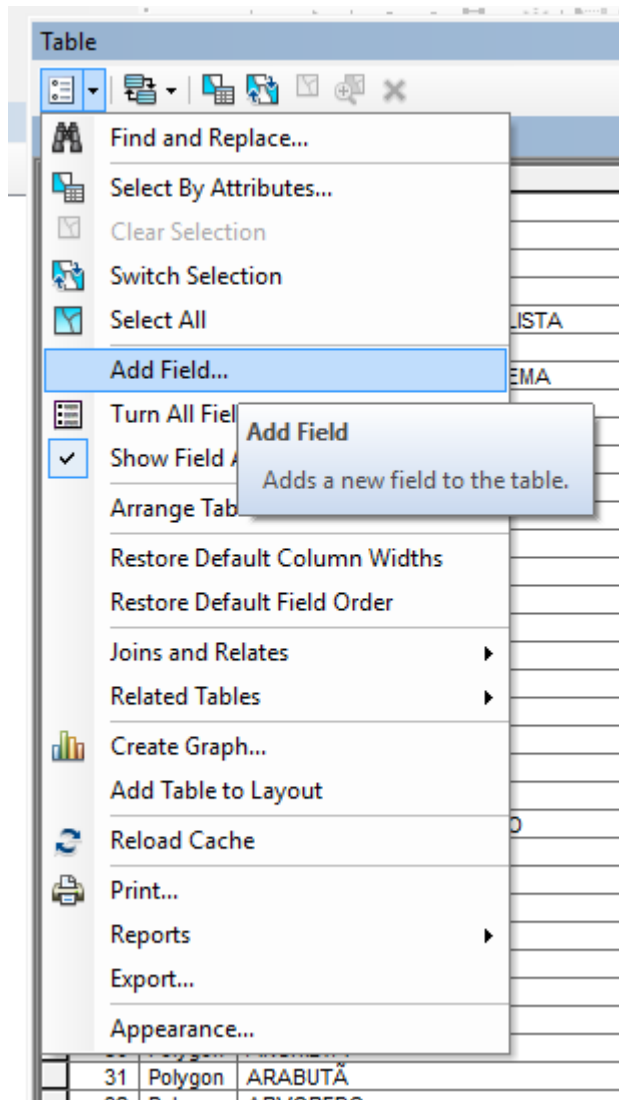 Table
Find and Replace...
Select By Attributes...
Clear Selection
Switch Selection
Select All
LISTA
Add Field...
EMA
Turn All Fiel
Add Field
Show Field A
Adds a new field to the table.
Arrange Tab
Restore Default Column Widths
Restore Default Field Order
Joins and Relates
Related Tables
Create Graph...
Add Table to Layout
O
Reload Cache
Print...
Reports
Export...
Appearance...
31 Polygon ARABUTÃ